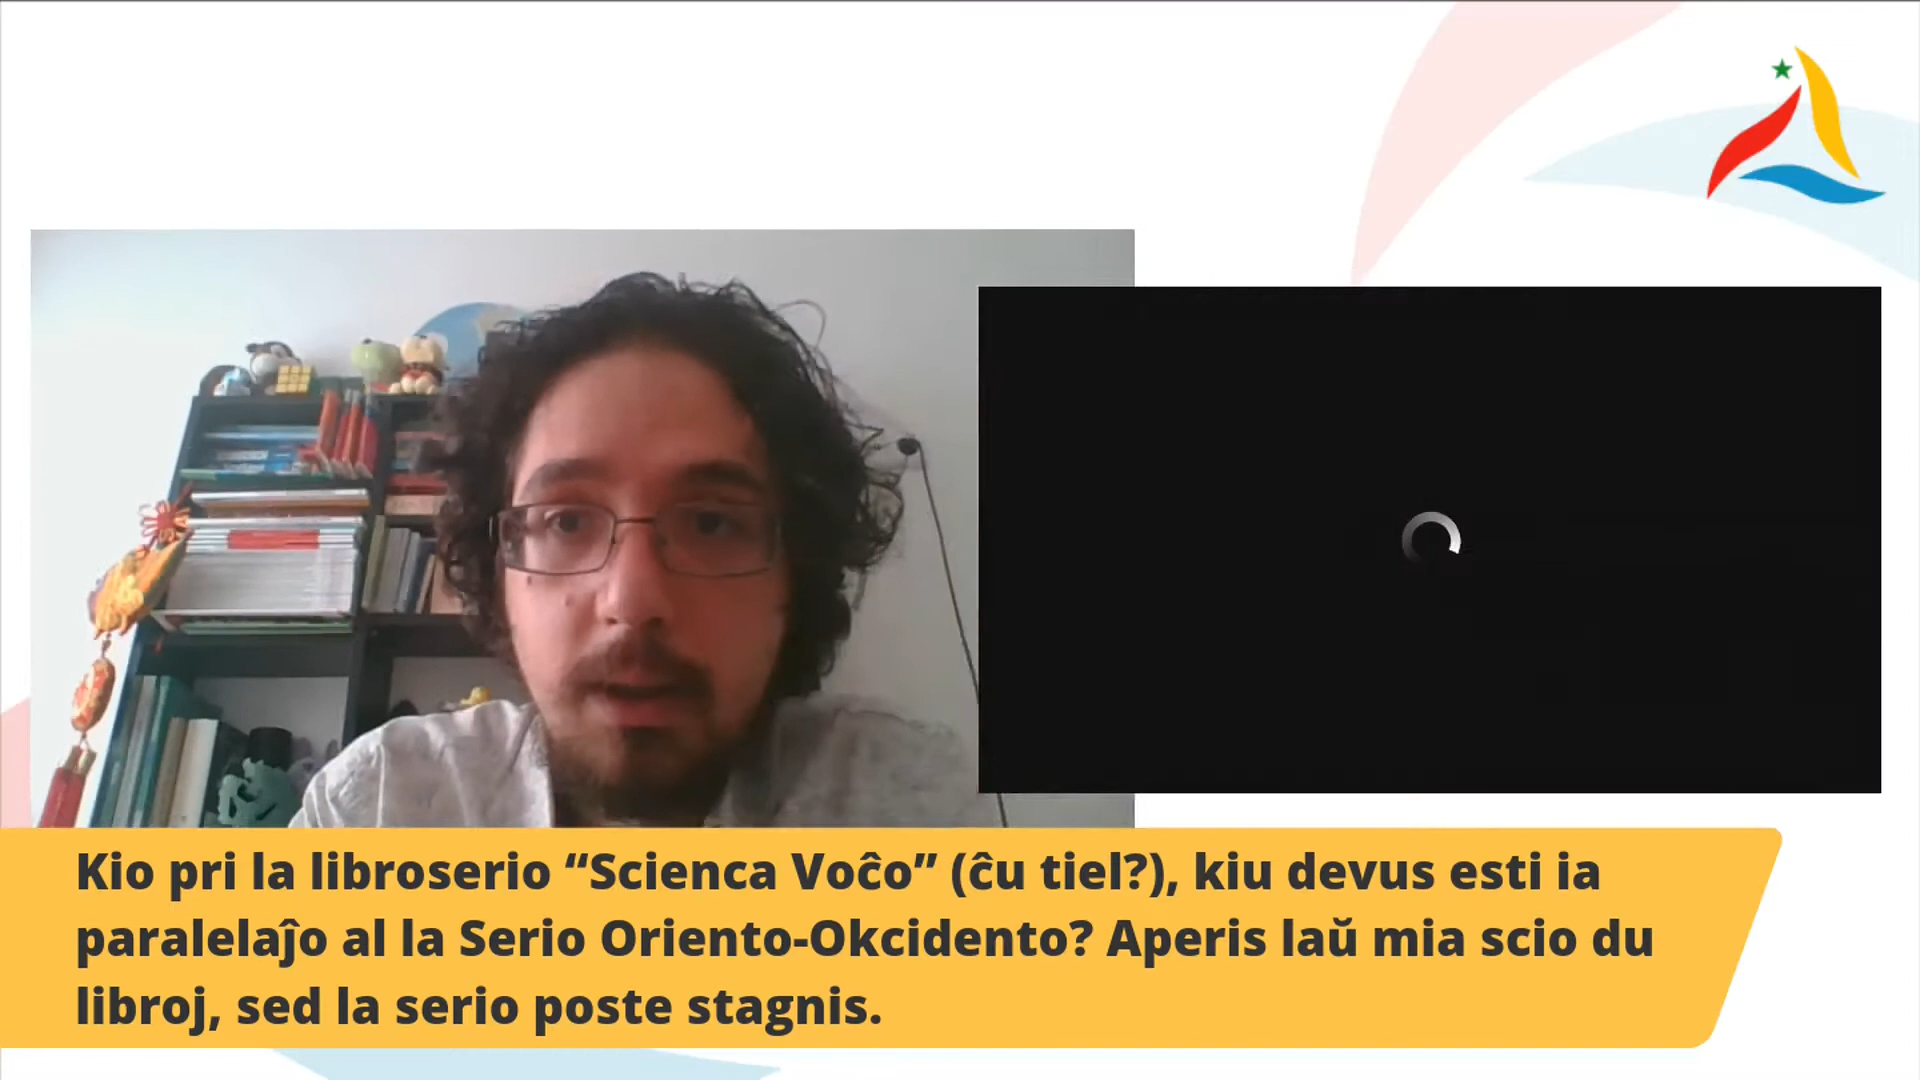 Kio pri la libroserio “Scienca Voĉo” (ĉu tiel?), kiu devus esti ia
paralelaĵo al la Serio Oriento-Okcidento? Aperis laŭ mia scio du
libroj, sed la serio poste stagnis.